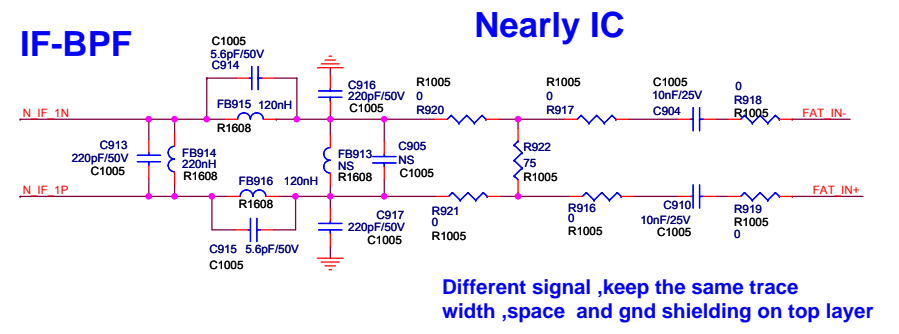 IF-BPF
Nearly IC
C1005
5.6pF/50V
C914
FB915 120nH
R1608
C916
220pF/50V
C1005
R1005
0
R920
R1005
0
R917
C1005
10nF/25V
C904
0
R918
R1005
N_IF_1N
FAT_IN-
C913
220pF/50V
C1005
FB914
220nH
R1608
FB913
NS
R1608
C905
NS
C1005
R922
75
R1005
N_IF_1P
FAT_IN+
FB916 120nH
R1608
C915 5.6pF/50V
C1005
C917
220pF/50V
C1005
R921
0
R1005
R916
0
R1005
C910
10nF/25V
C1005
R919
R1005
0
Different signal ,keep the same trace
width ,space and gnd shielding on top layer